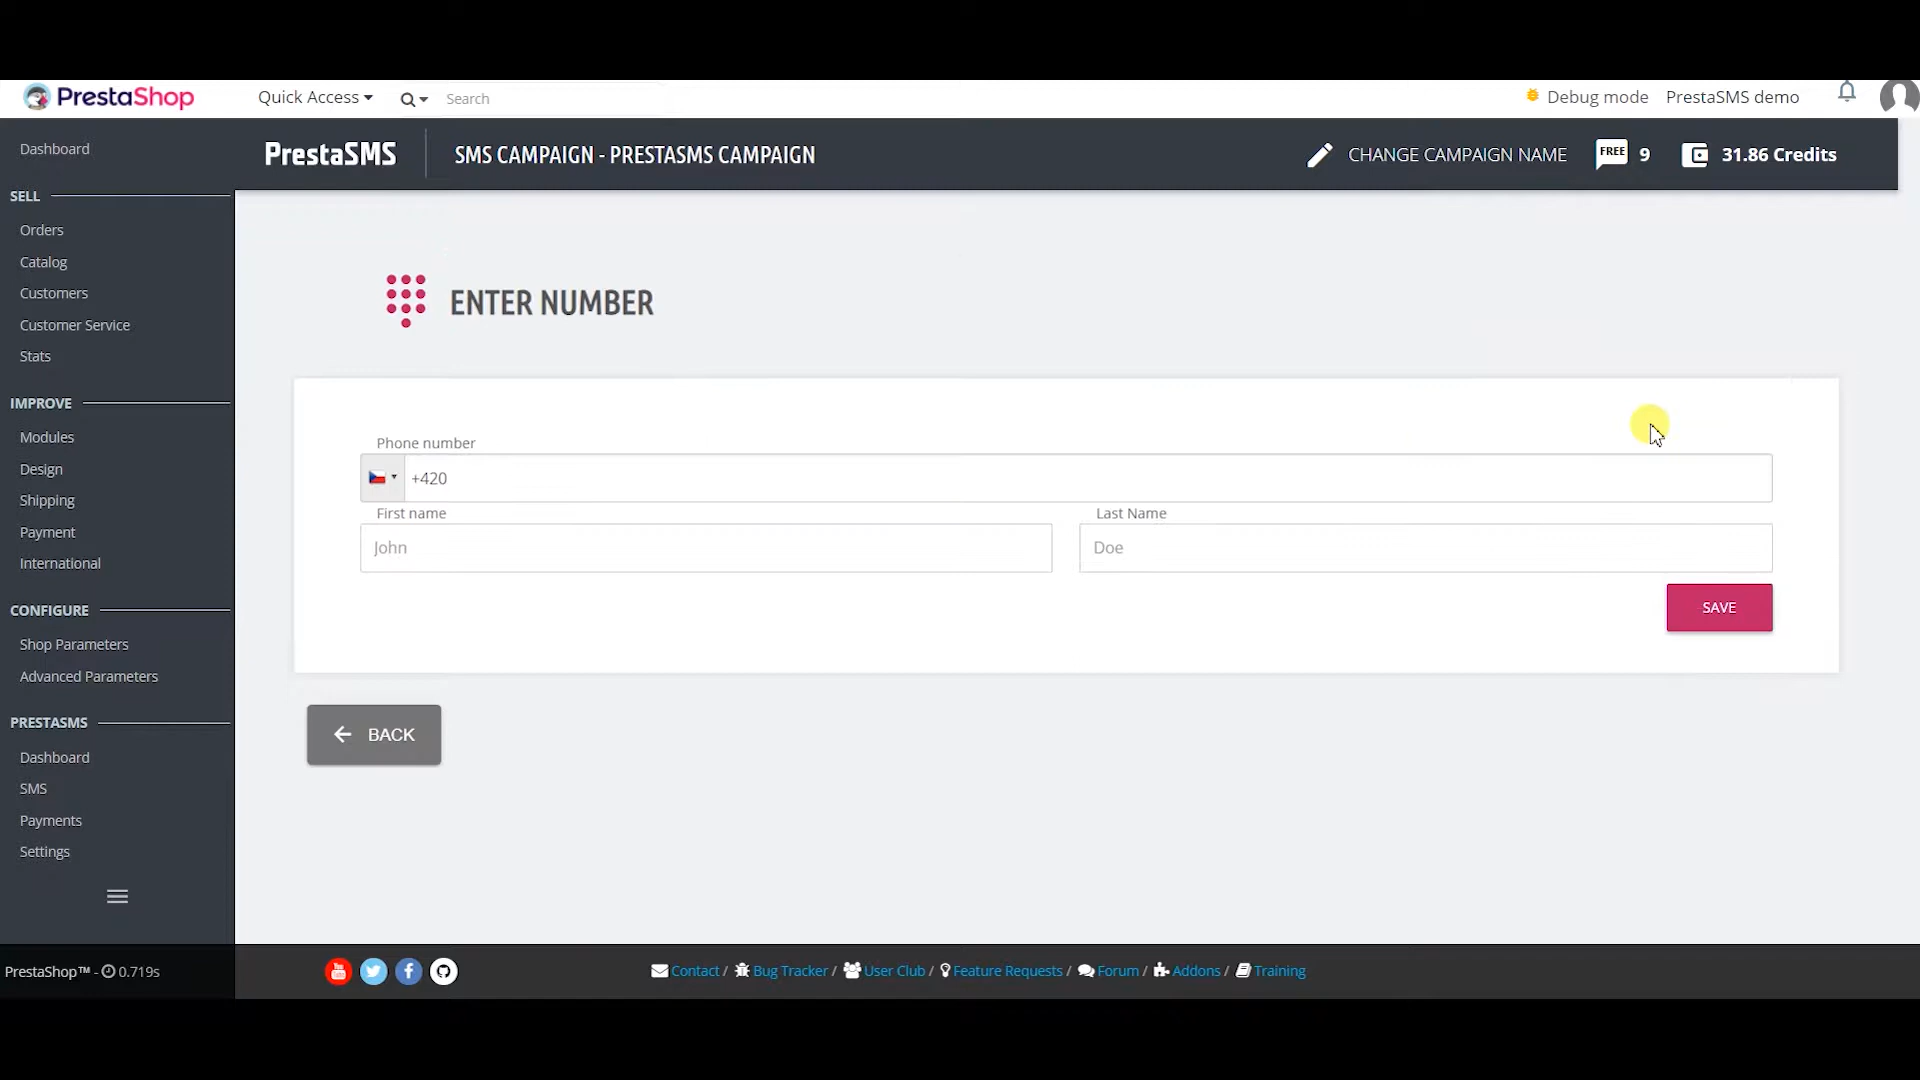 PrestaShop Quick Access Search Debug mode PrestaSMS demo
Dashboard
SELL
Orders
Catalog
Customers
Customer Service
Stats
IMPROVE
Modules
Design
Shipping
Payment
International
CONFIGURE
Shop Parameters
Advanced Parameters
PRESTASMS
Dashboard
SMS
Payments
Settings
PrestaShop™ - 0.719s
PrestaSMS SMS CAMPAIGN - PRESTASMS CAMPAIGN CHANGE CAMPAIGN NAME FREE 9 31.86 Credits
ENTER NUMBER
Phone number
+420
First name Last Name
John Doe
SAVE
BACK
Contact / Bug Tracker / User Club / Feature Requests / Forum / Addons / Training